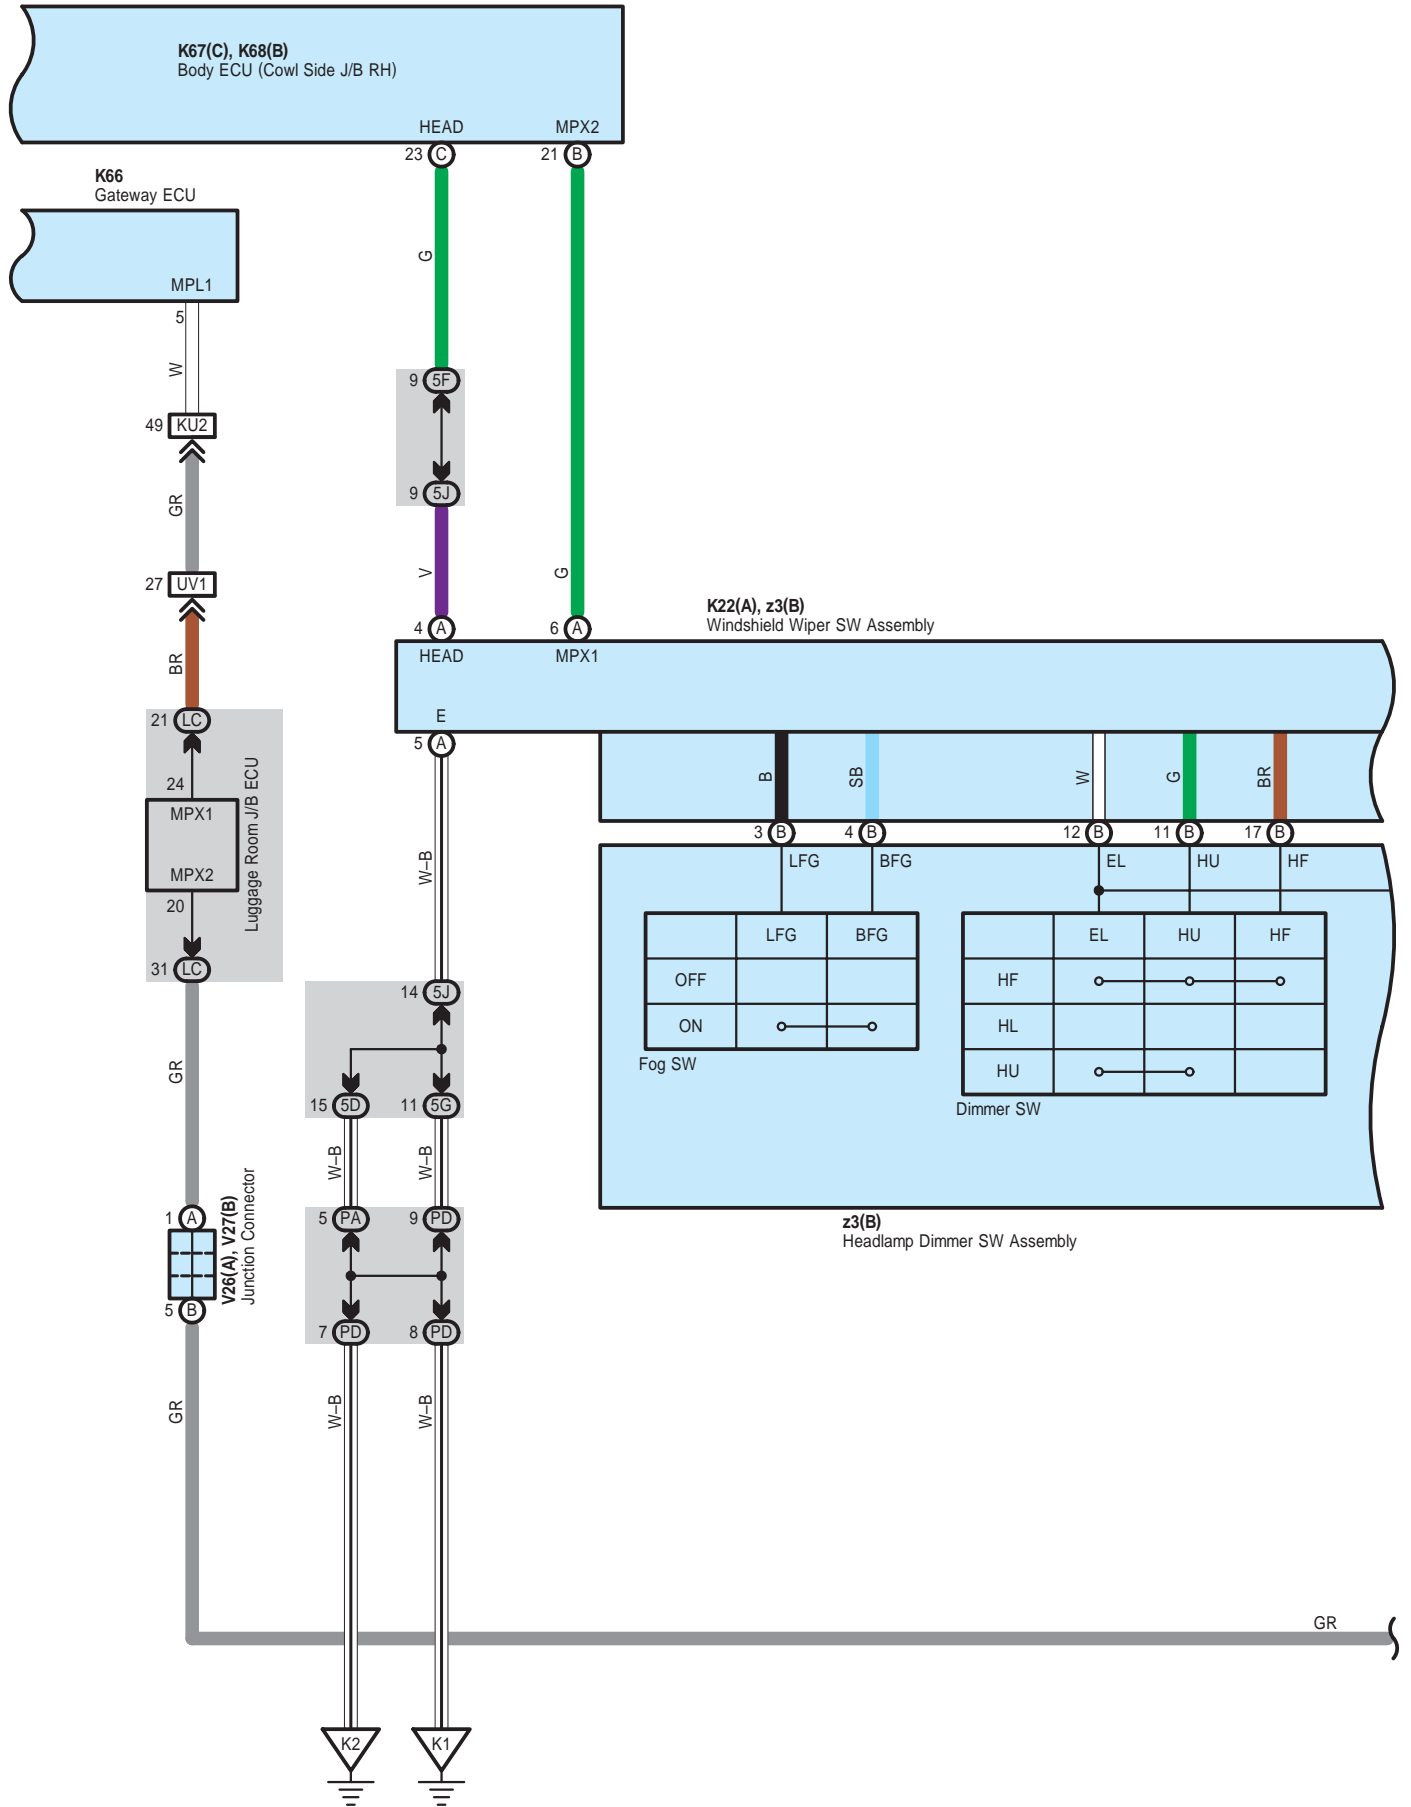 K67(C), K68(B)
Body ECU (Cowl Side J/B RH)
HEAD
MPX2
23 C
21 B
K66
Gateway ECU
MPL1
5
W
49 KU2
GR
27 UV1
BR
21 LC
24
MPX1
MPX2
20
31 LC
Luggage Room J/B ECU
GR
1 A
V26(A), V27(B)
Junction Connector
5 B
GR
G
9 5F
9 5J
V
G
4 A
6 A
K22(A), z3(B)
Windshield Wiper SW Assembly
HEAD
MPX1
E
5 A
W–B
14 5J
15 5D
11 5G
W–B
W–B
5 PA
9 PD
7 PD
8 PD
W–B
W–B
K2
K1
B
SB
W
G
BR
3 B
4 B
12 B
11 B
17 B
LFG
BFG
EL
HU
HF
LFG BFG
OFF
ON
Fog SW
EL HU HF
HF
HL
HU
Dimmer SW
z3(B)
Headlamp Dimmer SW Assembly
GR